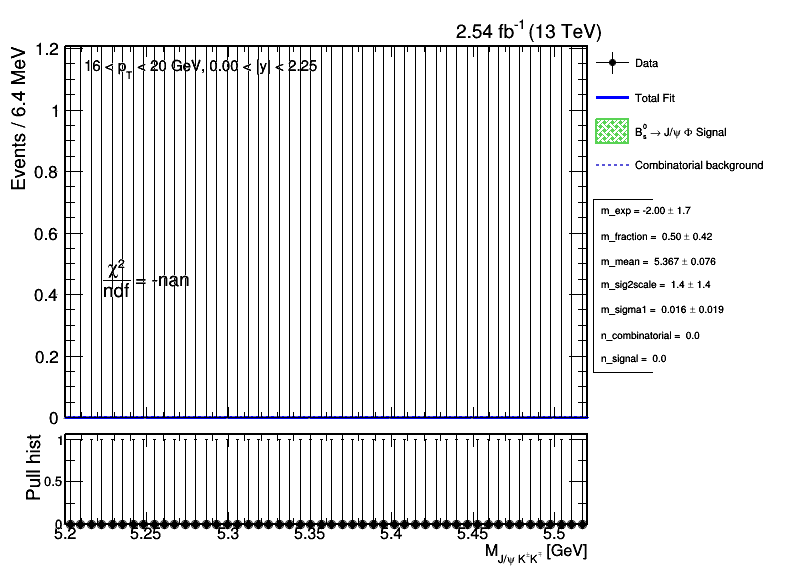 2.54 fb⁻¹ (13 TeV)
Events / 6.4 MeV
1.2
1
0.8
0.6
0.4
0.2
0
16 < p_T < 20 GeV, 0.00 < |y| < 2.25
χ²
ndf = -nan
Data
Total Fit
B⁰_s → J/ψ Φ Signal
Combinatorial background
m_exp = -2.00 ± 1.7
m_fraction = 0.50 ± 0.42
m_mean = 5.367 ± 0.076
m_sig2scale = 1.4 ± 1.4
m_sigma1 = 0.016 ± 0.019
n_combinatorial = 0.0
n_signal = 0.0
Pull hist
1
0.5
0
5.2 5.25 5.3 5.35 5.4 5.45 5.5
M_J/ψ K±K∓ [GeV]